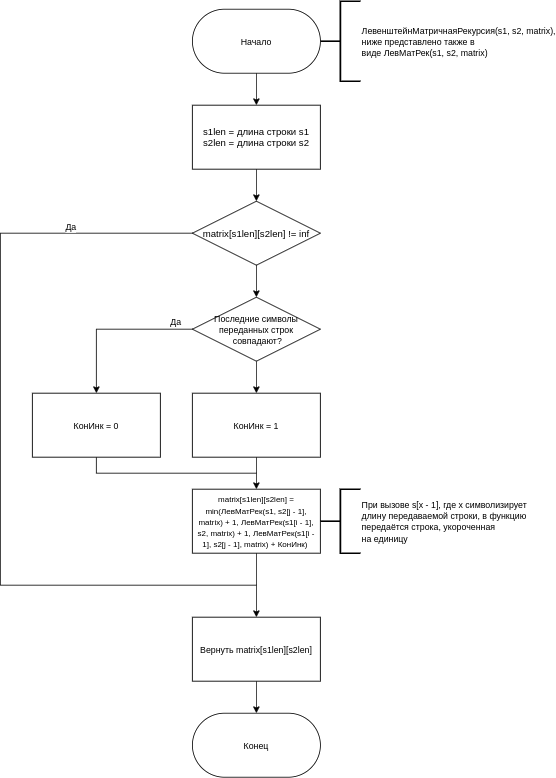 Начало
ЛевенштейнМатричнаяРекурсия(s1, s2, matrix),
ниже представлено также в
виде ЛевМатРек(s1, s2, matrix)
s1len = длина строки s1
s2len = длина строки s2
Да
matrix[s1len][s2len] != inf
Да
Последние символы
переданных строк
совпадают?
КонИнк = 0
КонИнк = 1
matrix[s1len][s2len] =
min(ЛевМатРек(s1, s2[j - 1],
matrix) + 1, ЛевМатРек(s1[i - 1],
s2, matrix) + 1, ЛевМатРек(s1[i -
1], s2[j - 1], matrix) + КонИнк)
При вызове s[x - 1], где x символизирует
длину передаваемой строки, в функцию
передаётся строка, укороченная
на единицу
Вернуть matrix[s1len][s2len]
Конец